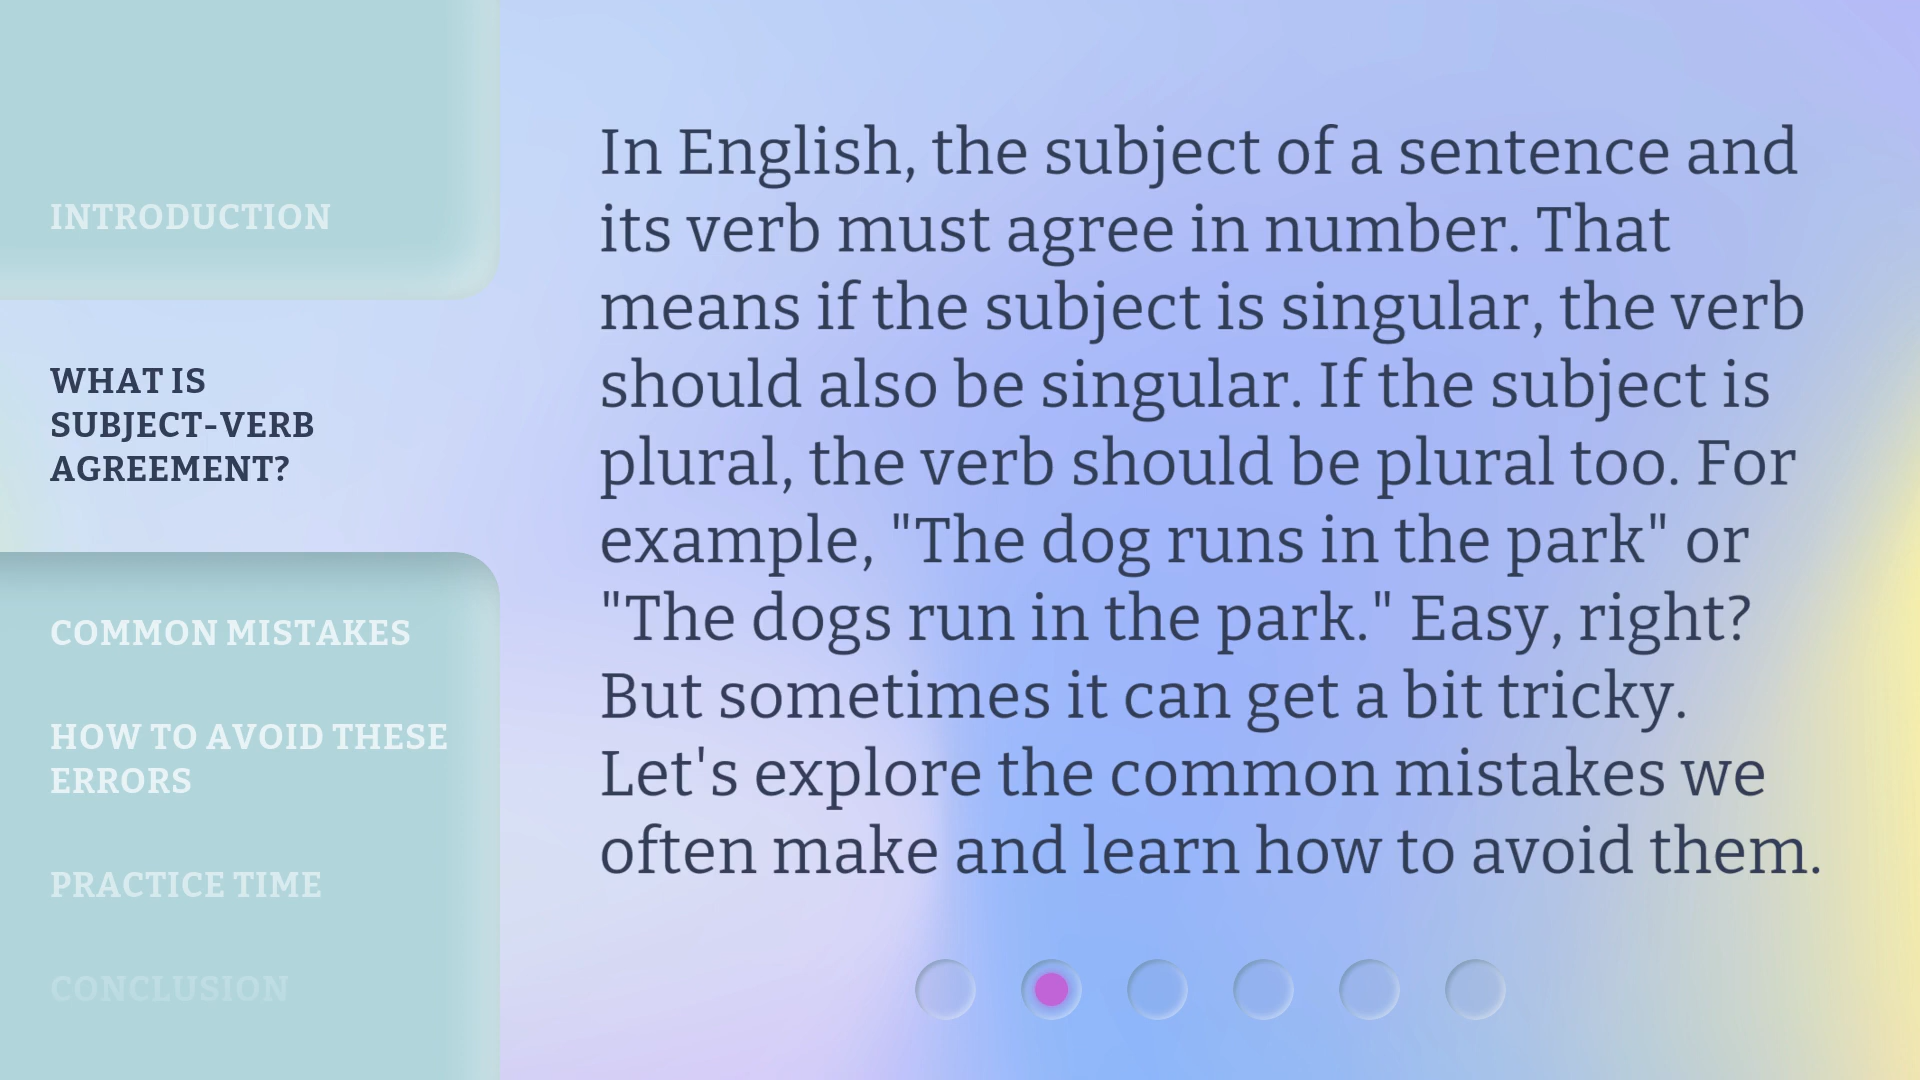 INTRODUCTION
WHAT IS
SUBJECT-VERB
AGREEMENT?
COMMON MISTAKES
HOW TO AVOID THESE
ERRORS
PRACTICE TIME
CONCLUSION
In English, the subject of a sentence and
its verb must agree in number. That
means if the subject is singular, the verb
should also be singular. If the subject is
plural, the verb should be plural too. For
example, "The dog runs in the park" or
"The dogs run in the park." Easy, right?
But sometimes it can get a bit tricky.
Let's explore the common mistakes we
often make and learn how to avoid them.